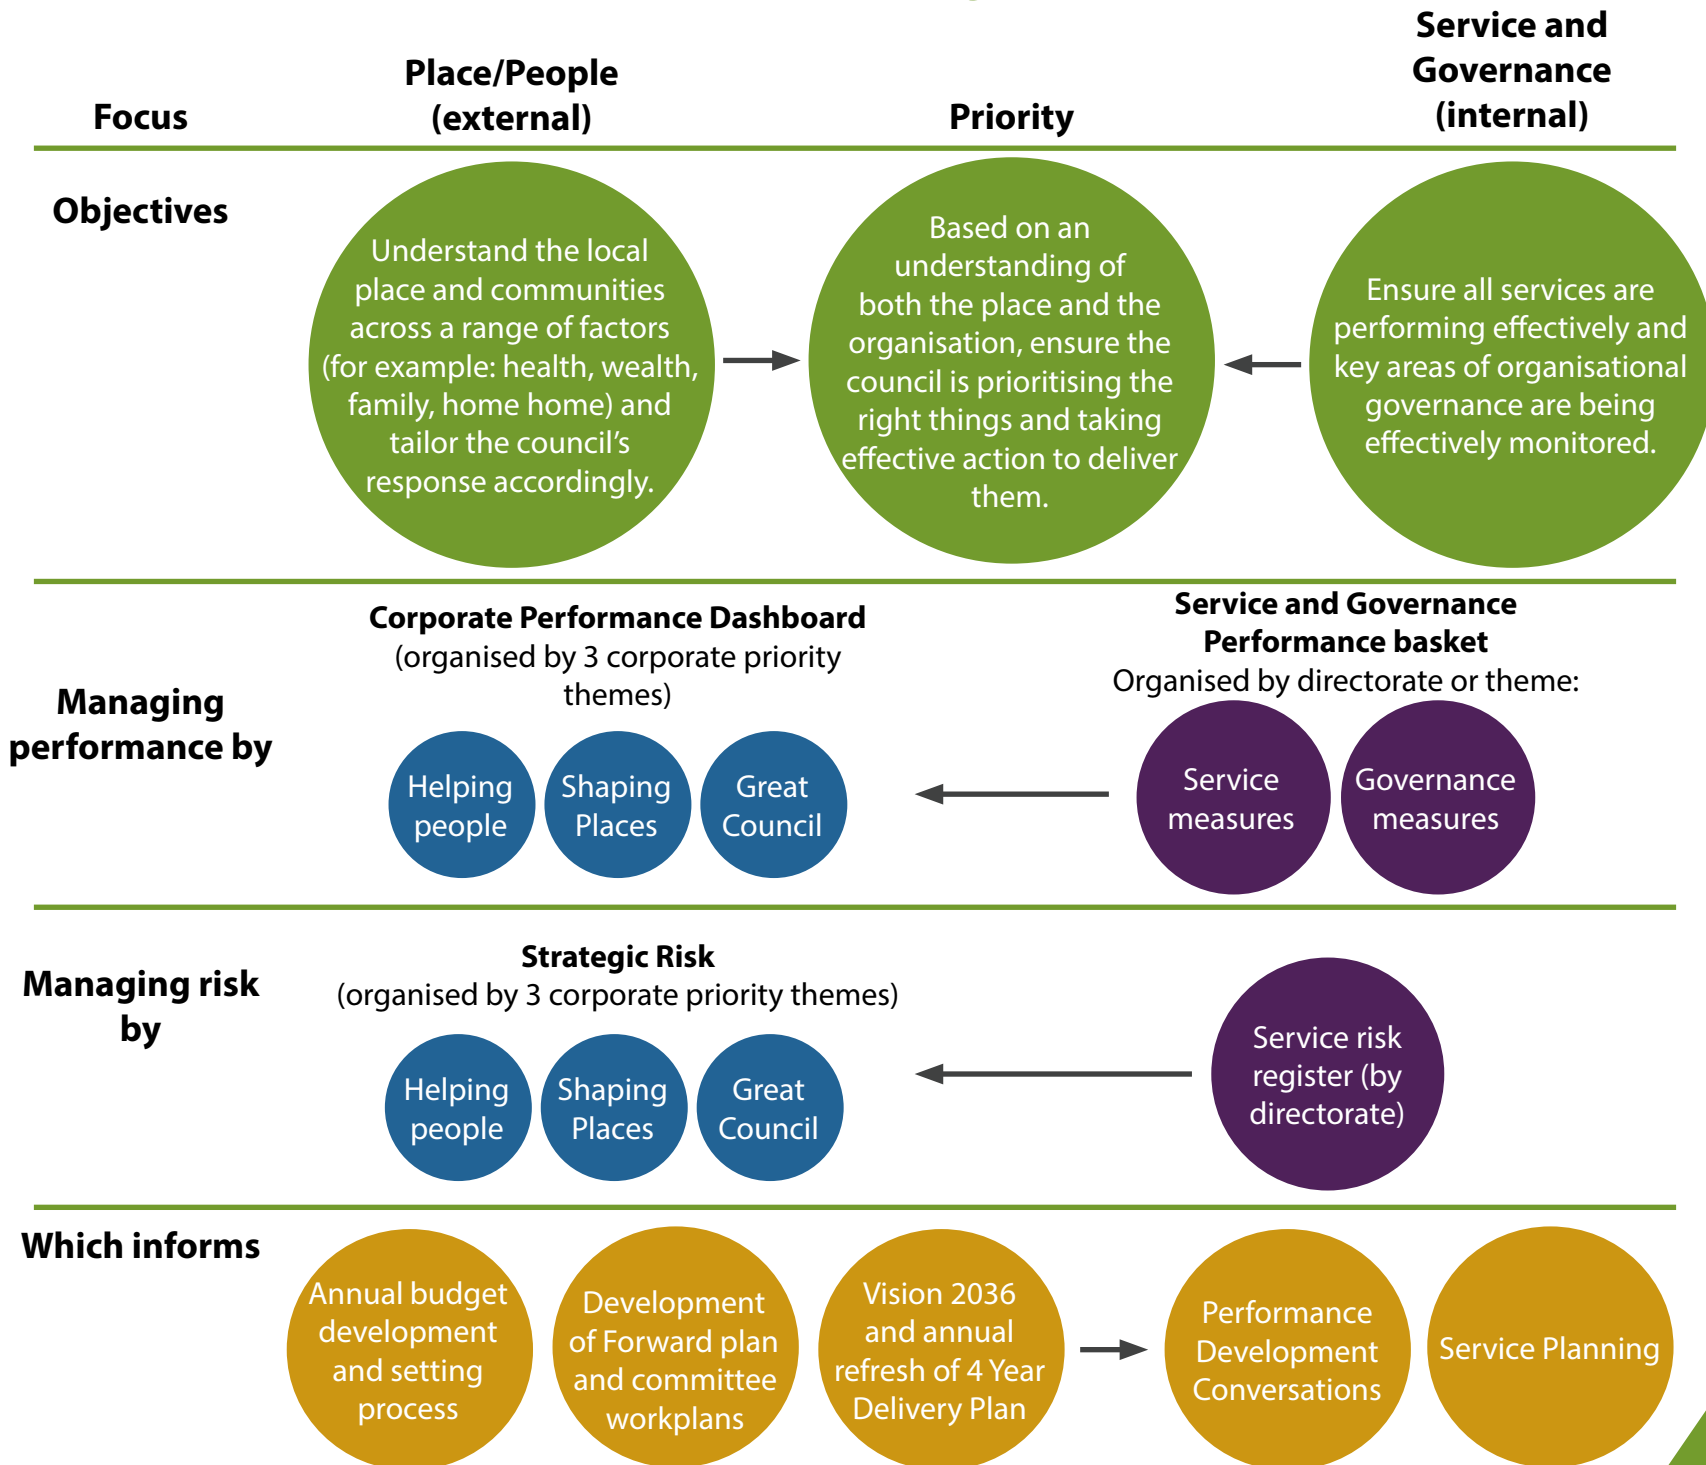 Focus
Place/People
(external)
Priority
Service and
Governance
(internal)
Objectives
Understand the local
place and communities
across a range of factors
(for example: health, wealth,
family, home home) and
tailor the council’s
response accordingly.
Based on an
understanding of
both the place and the
organisation, ensure the
council is prioritising the
right things and taking
effective action to deliver
them.
Ensure all services are
performing effectively and
key areas of organisational
governance are being
effectively monitored.
Managing
performance by
Corporate Performance Dashboard
(organised by 3 corporate priority
themes)
Helping
people
Shaping
Places
Great
Council
Service and Governance
Performance basket
Organised by directorate or theme:
Service
measures
Governance
measures
Managing risk
by
Strategic Risk
(organised by 3 corporate priority themes)
Helping
people
Shaping
Places
Great
Council
Service risk
register (by
directorate)
Which informs
Annual budget
development
and setting
process
Development
of Forward plan
and committee
workplans
Vision 2036
and annual
refresh of 4 Year
Delivery Plan
Performance
Development
Conversations
Service Planning